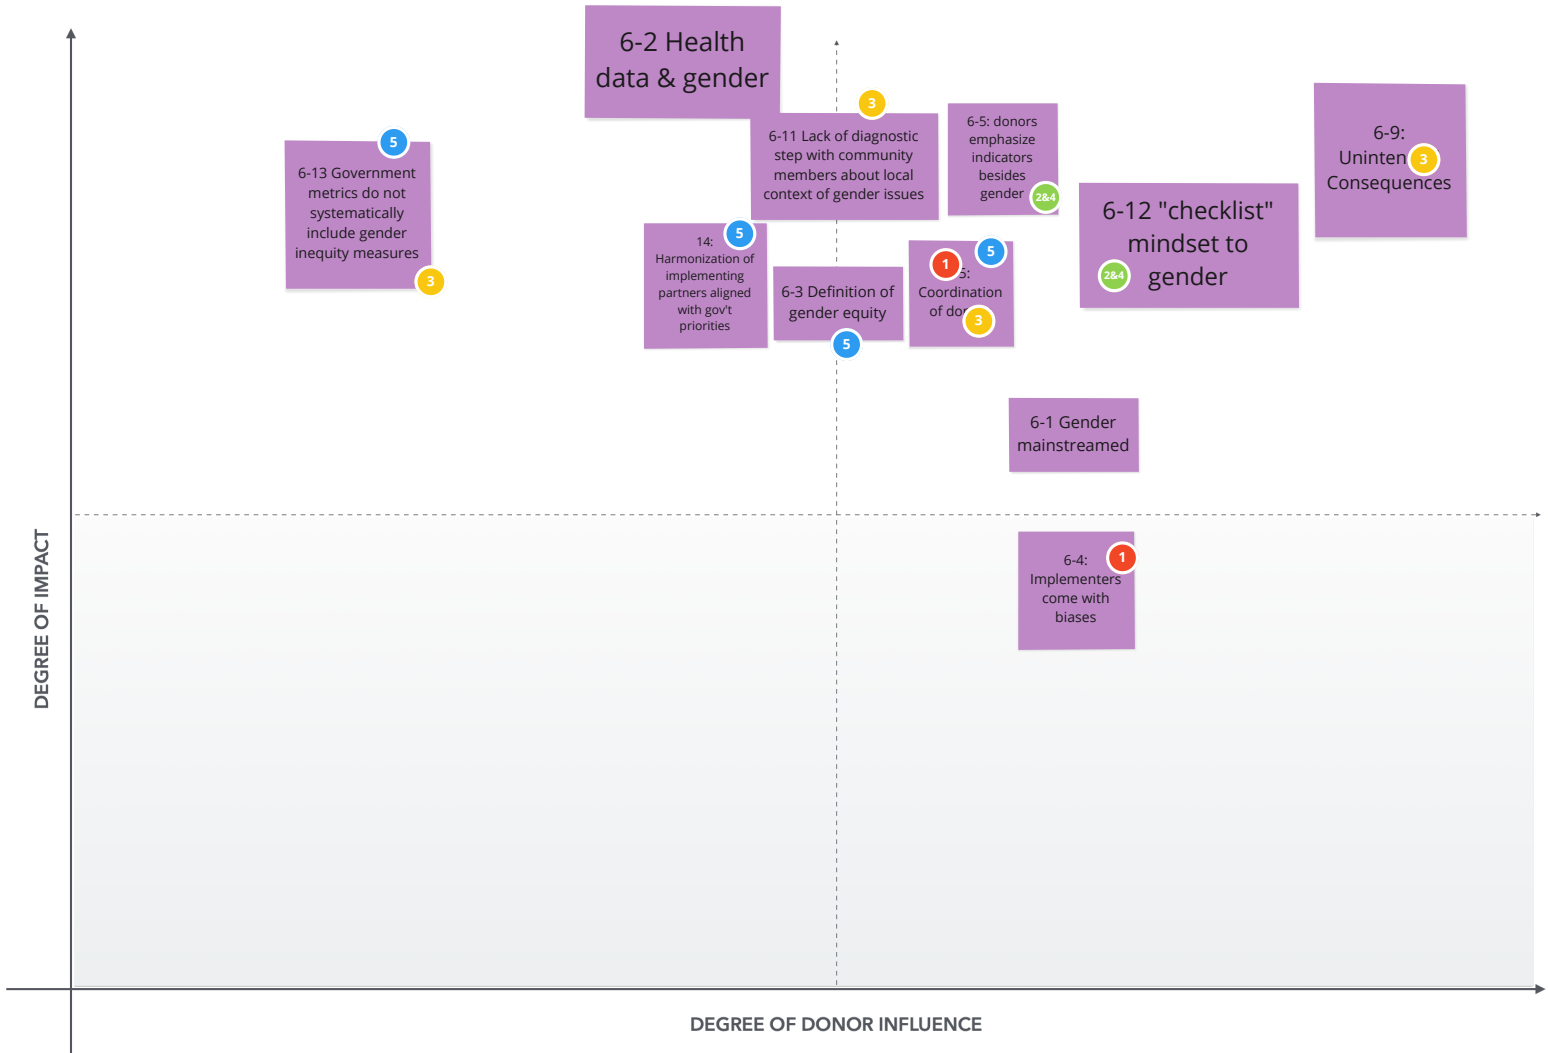 6-2 Health
data & gender
3
6-11 Lack of diagnostic
step with community
members about local
context of gender issues
6-5: donors
emphasize
indicators
besides
gender
2&4
6-9:
3
Consequences
5
6-13 Government
metrics do not
systematically
include gender
inequity measures
3
6-12 "checklist"
mindset to
gender
2&4
5
14:
Harmonization of
implementing
partners aligned
with gov't
priorities
6-3 Definition of
gender equity
5
1
5
5:
Coordination
of
3
6-1 Gender
mainstreamed
1
6-4:
Implementers
come with
biases
DEGREE OF IMPACT
DEGREE OF DONOR INFLUENCE